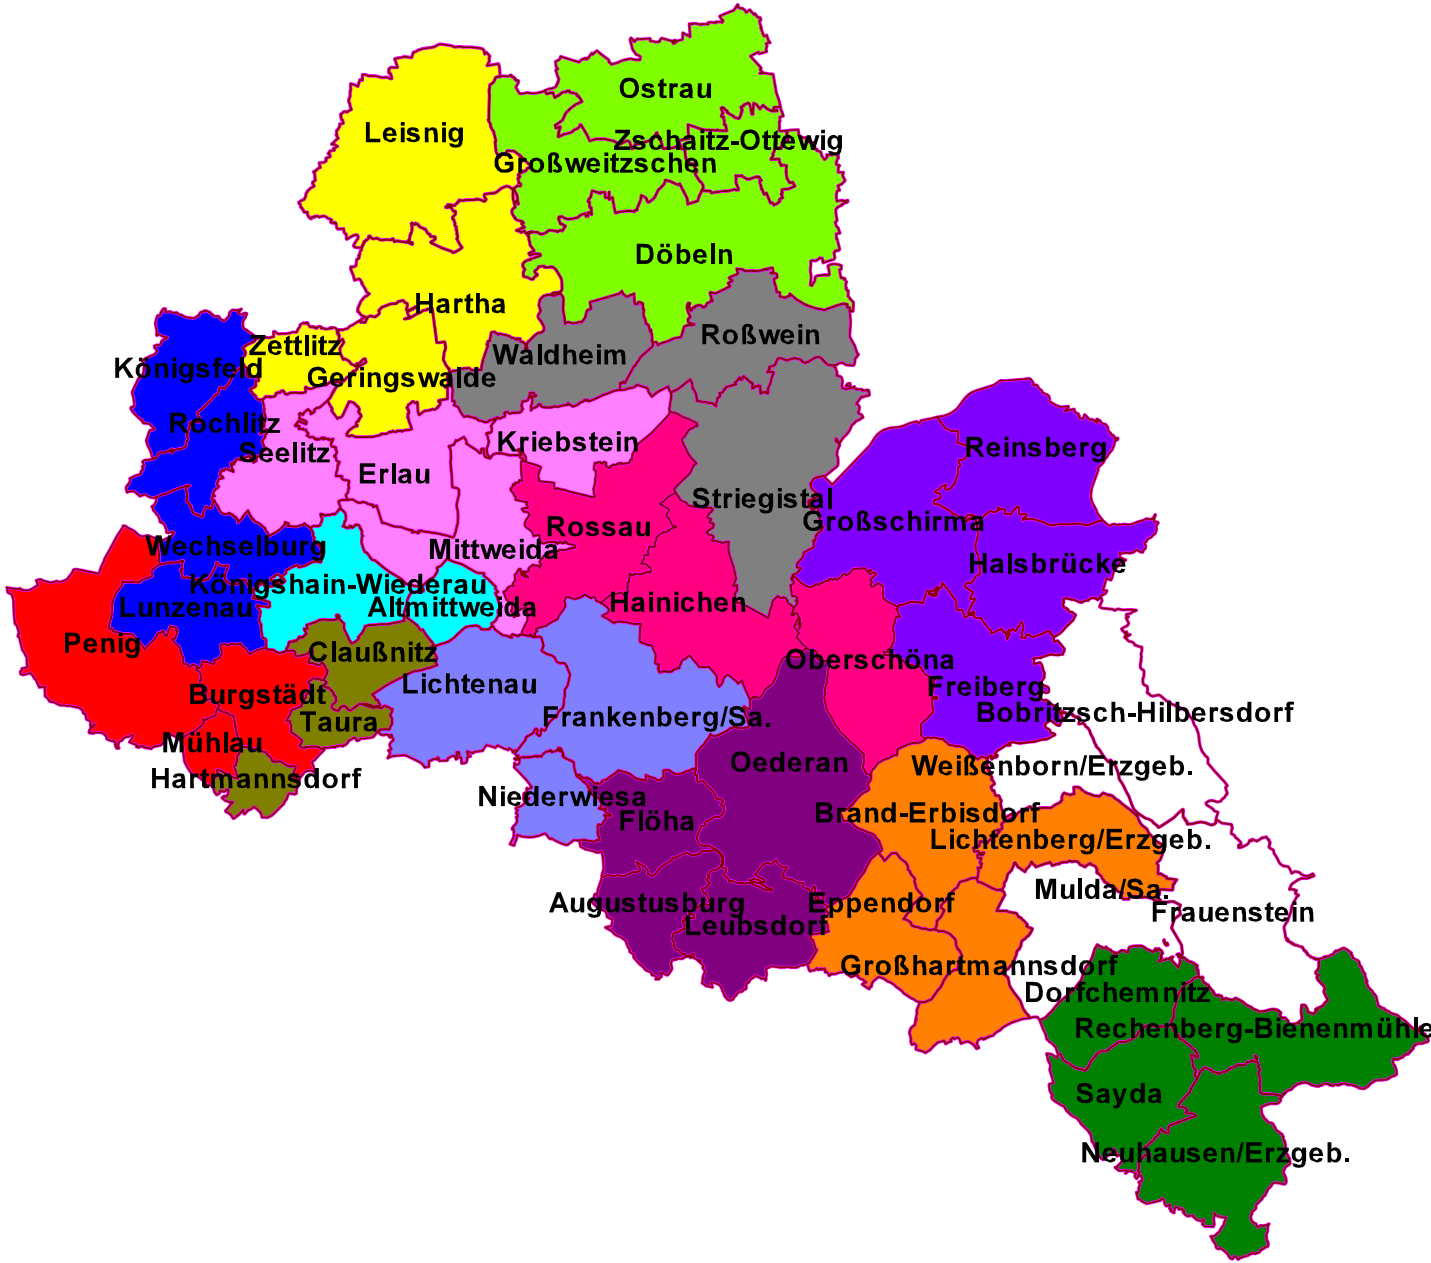 Ostrau
Leisnig
Zschaitz-Ottewig
Großweitzschen
Döbeln
Hartha
Roßwein
Zettlitz
Waldheim
Königsfeld
Geringswalde
Rochlitz
Kriebstein
Reinsberg
Seelitz
Erlau
Striegistal
Großschirma
Rossau
Wechselburg
Mittweida
Halsbrücke
Königshain-Wiederau
Lunzenau
Altmittweida
Hainichen
Penig
Claußnitz
Oberschöna
Lichtenau
Freiberg
Burgstädt
Bobritzsch-Hilbersdorf
Taura
Frankenberg/Sa.
Mühlau
Oederan
Weißenborn/Erzgeb.
Hartmannsdorf
Niederwiesa
Brand-Erbisdorf
Flöha
Lichtenberg/Erzgeb.
Mulda/Sa.
Augustusburg
Eppendorf
Frauenstein
Leubsdorf
Großhartmannsdorf
Dorfchemnitz
Rechenberg-Bienenmühle
Sayda
Neuhausen/Erzgeb.